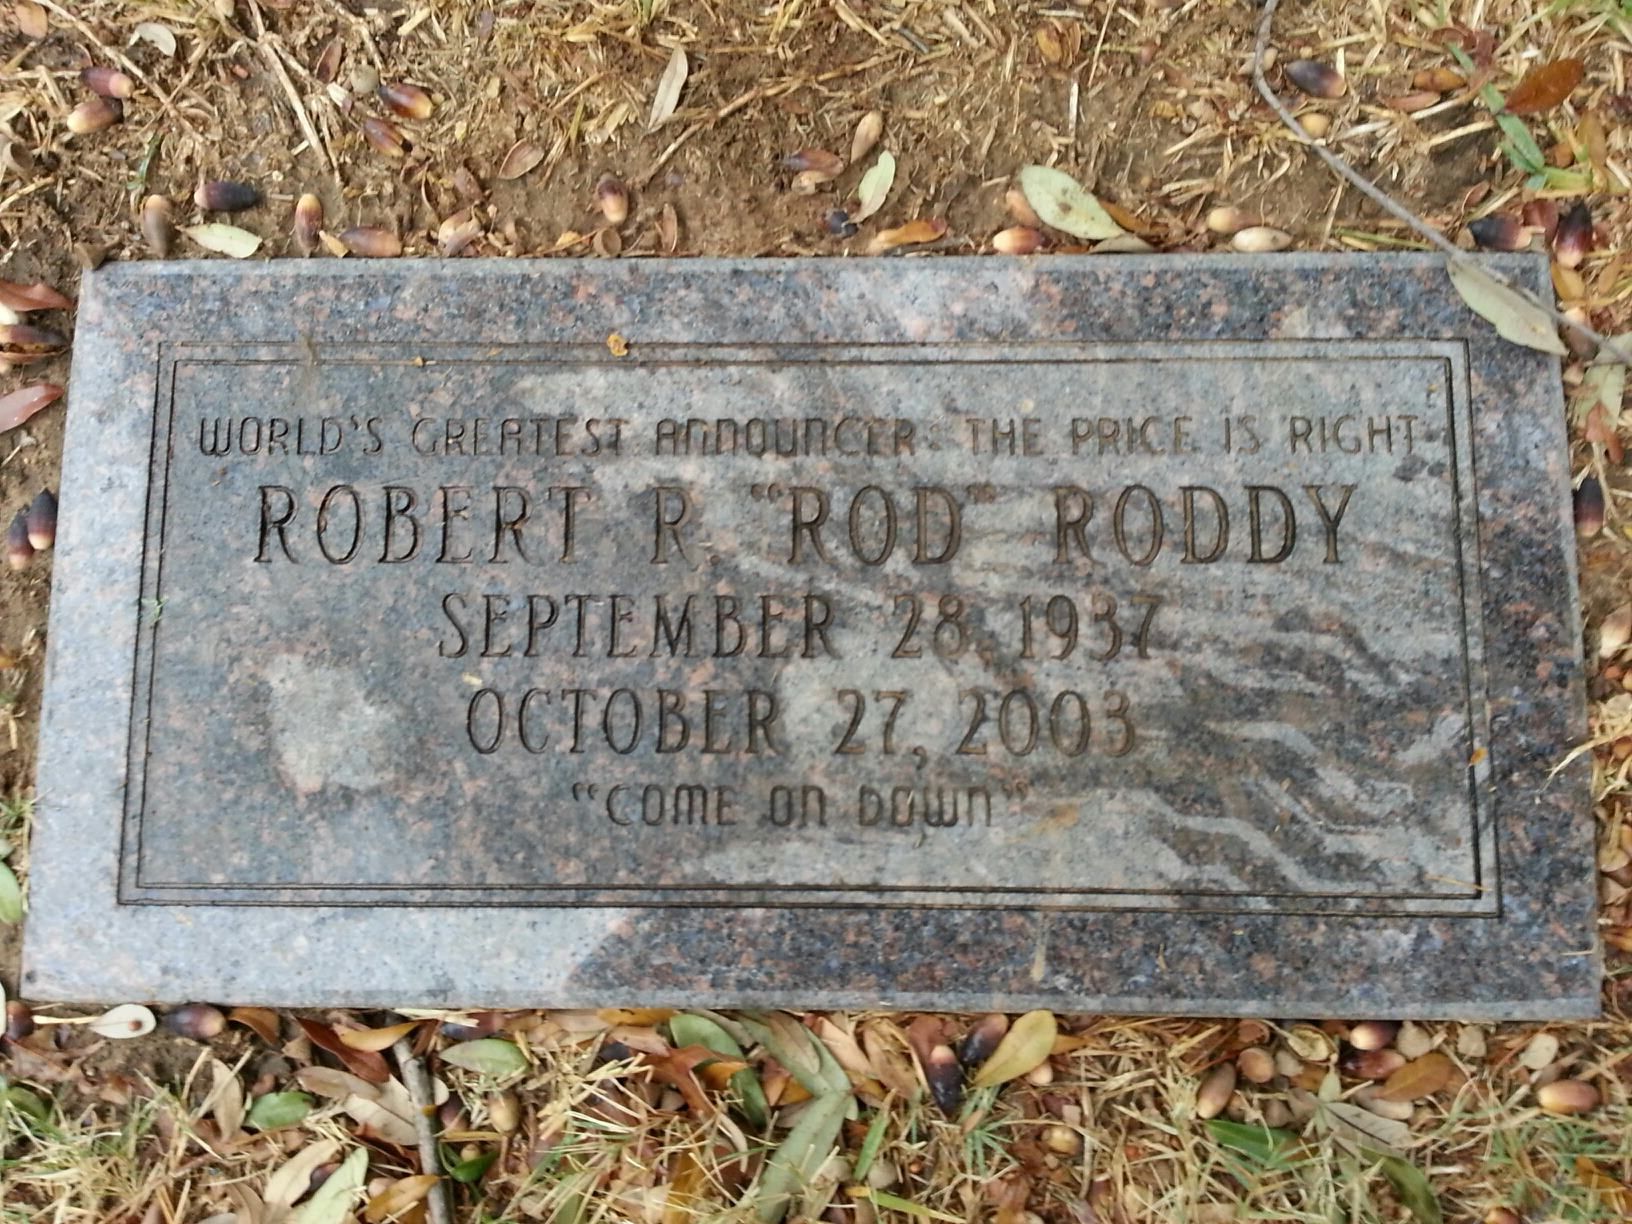 WORLD'S GREATEST ANNOUNCER: THE PRICE IS RIGHT
ROBERT R "ROD" RODDY
SEPTEMBER 28, 1937
OCTOBER 27, 2003
"COME ON DOWN"